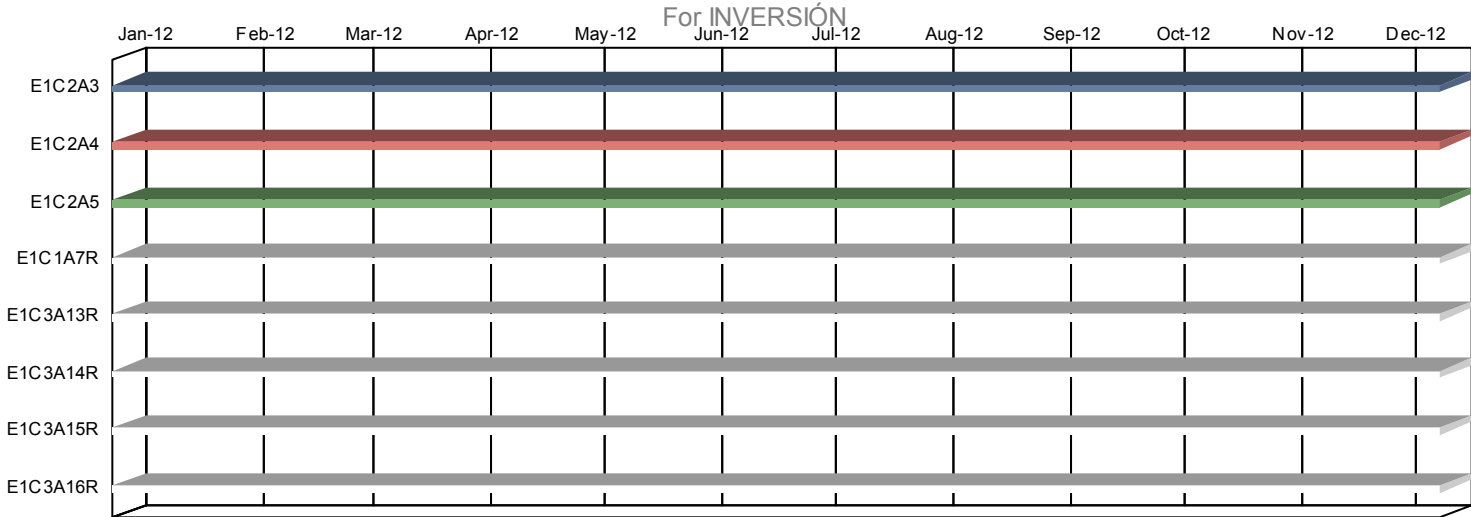 For INVERSIÓN
Jan-12 Feb-12 Mar-12 Apr-12 May-12 Jun-12 Jul-12 Aug-12 Sep-12 Oct-12 Nov-12 Dec-12
E1C2A3
E1C2A4
E1C2A5
E1C1A7R
E1C3A13R
E1C3A14R
E1C3A15R
E1C3A16R